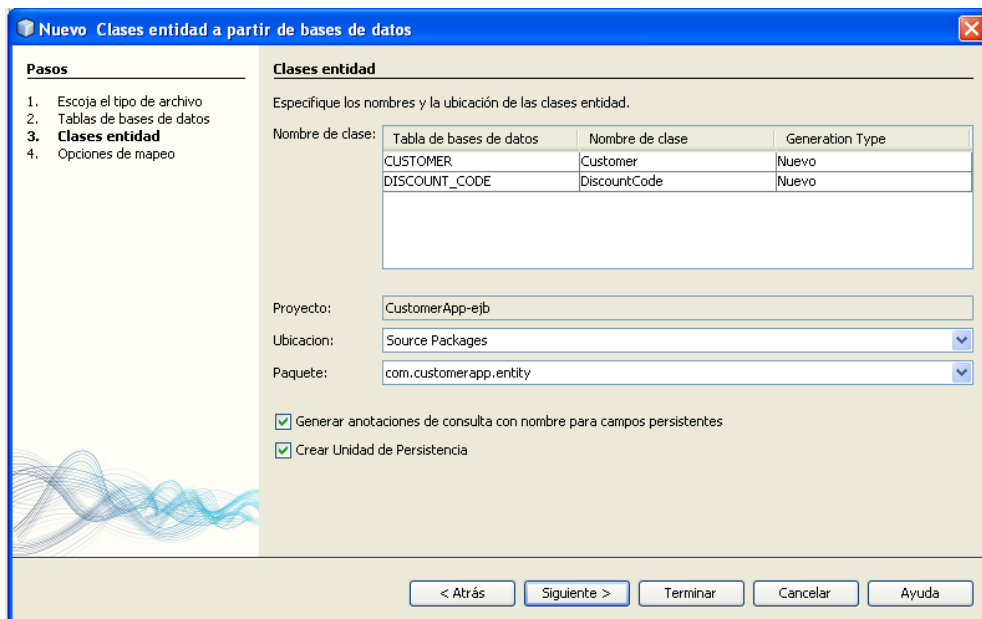 Nuevo Clases entidad a partir de bases de datos
Pasos
1. Escoja el tipo de archivo
2. Tablas de bases de datos
3. Clases entidad
4. Opciones de mapeo
Clases entidad
Especifique los nombres y la ubicación de las clases entidad.
Nombre de clase:
Tabla de bases de datos Nombre de clase Generation Type
CUSTOMER Customer Nuevo
DISCOUNT_CODE DiscountCode Nuevo
Proyecto: CustomerApp-ejb
Ubicacion: Source Packages
Paquete: com.customerapp.entity
Generar anotaciones de consulta con nombre para campos persistentes
Crear Unidad de Persistencia
< Atrás Siguiente > Terminar Cancelar Ayuda